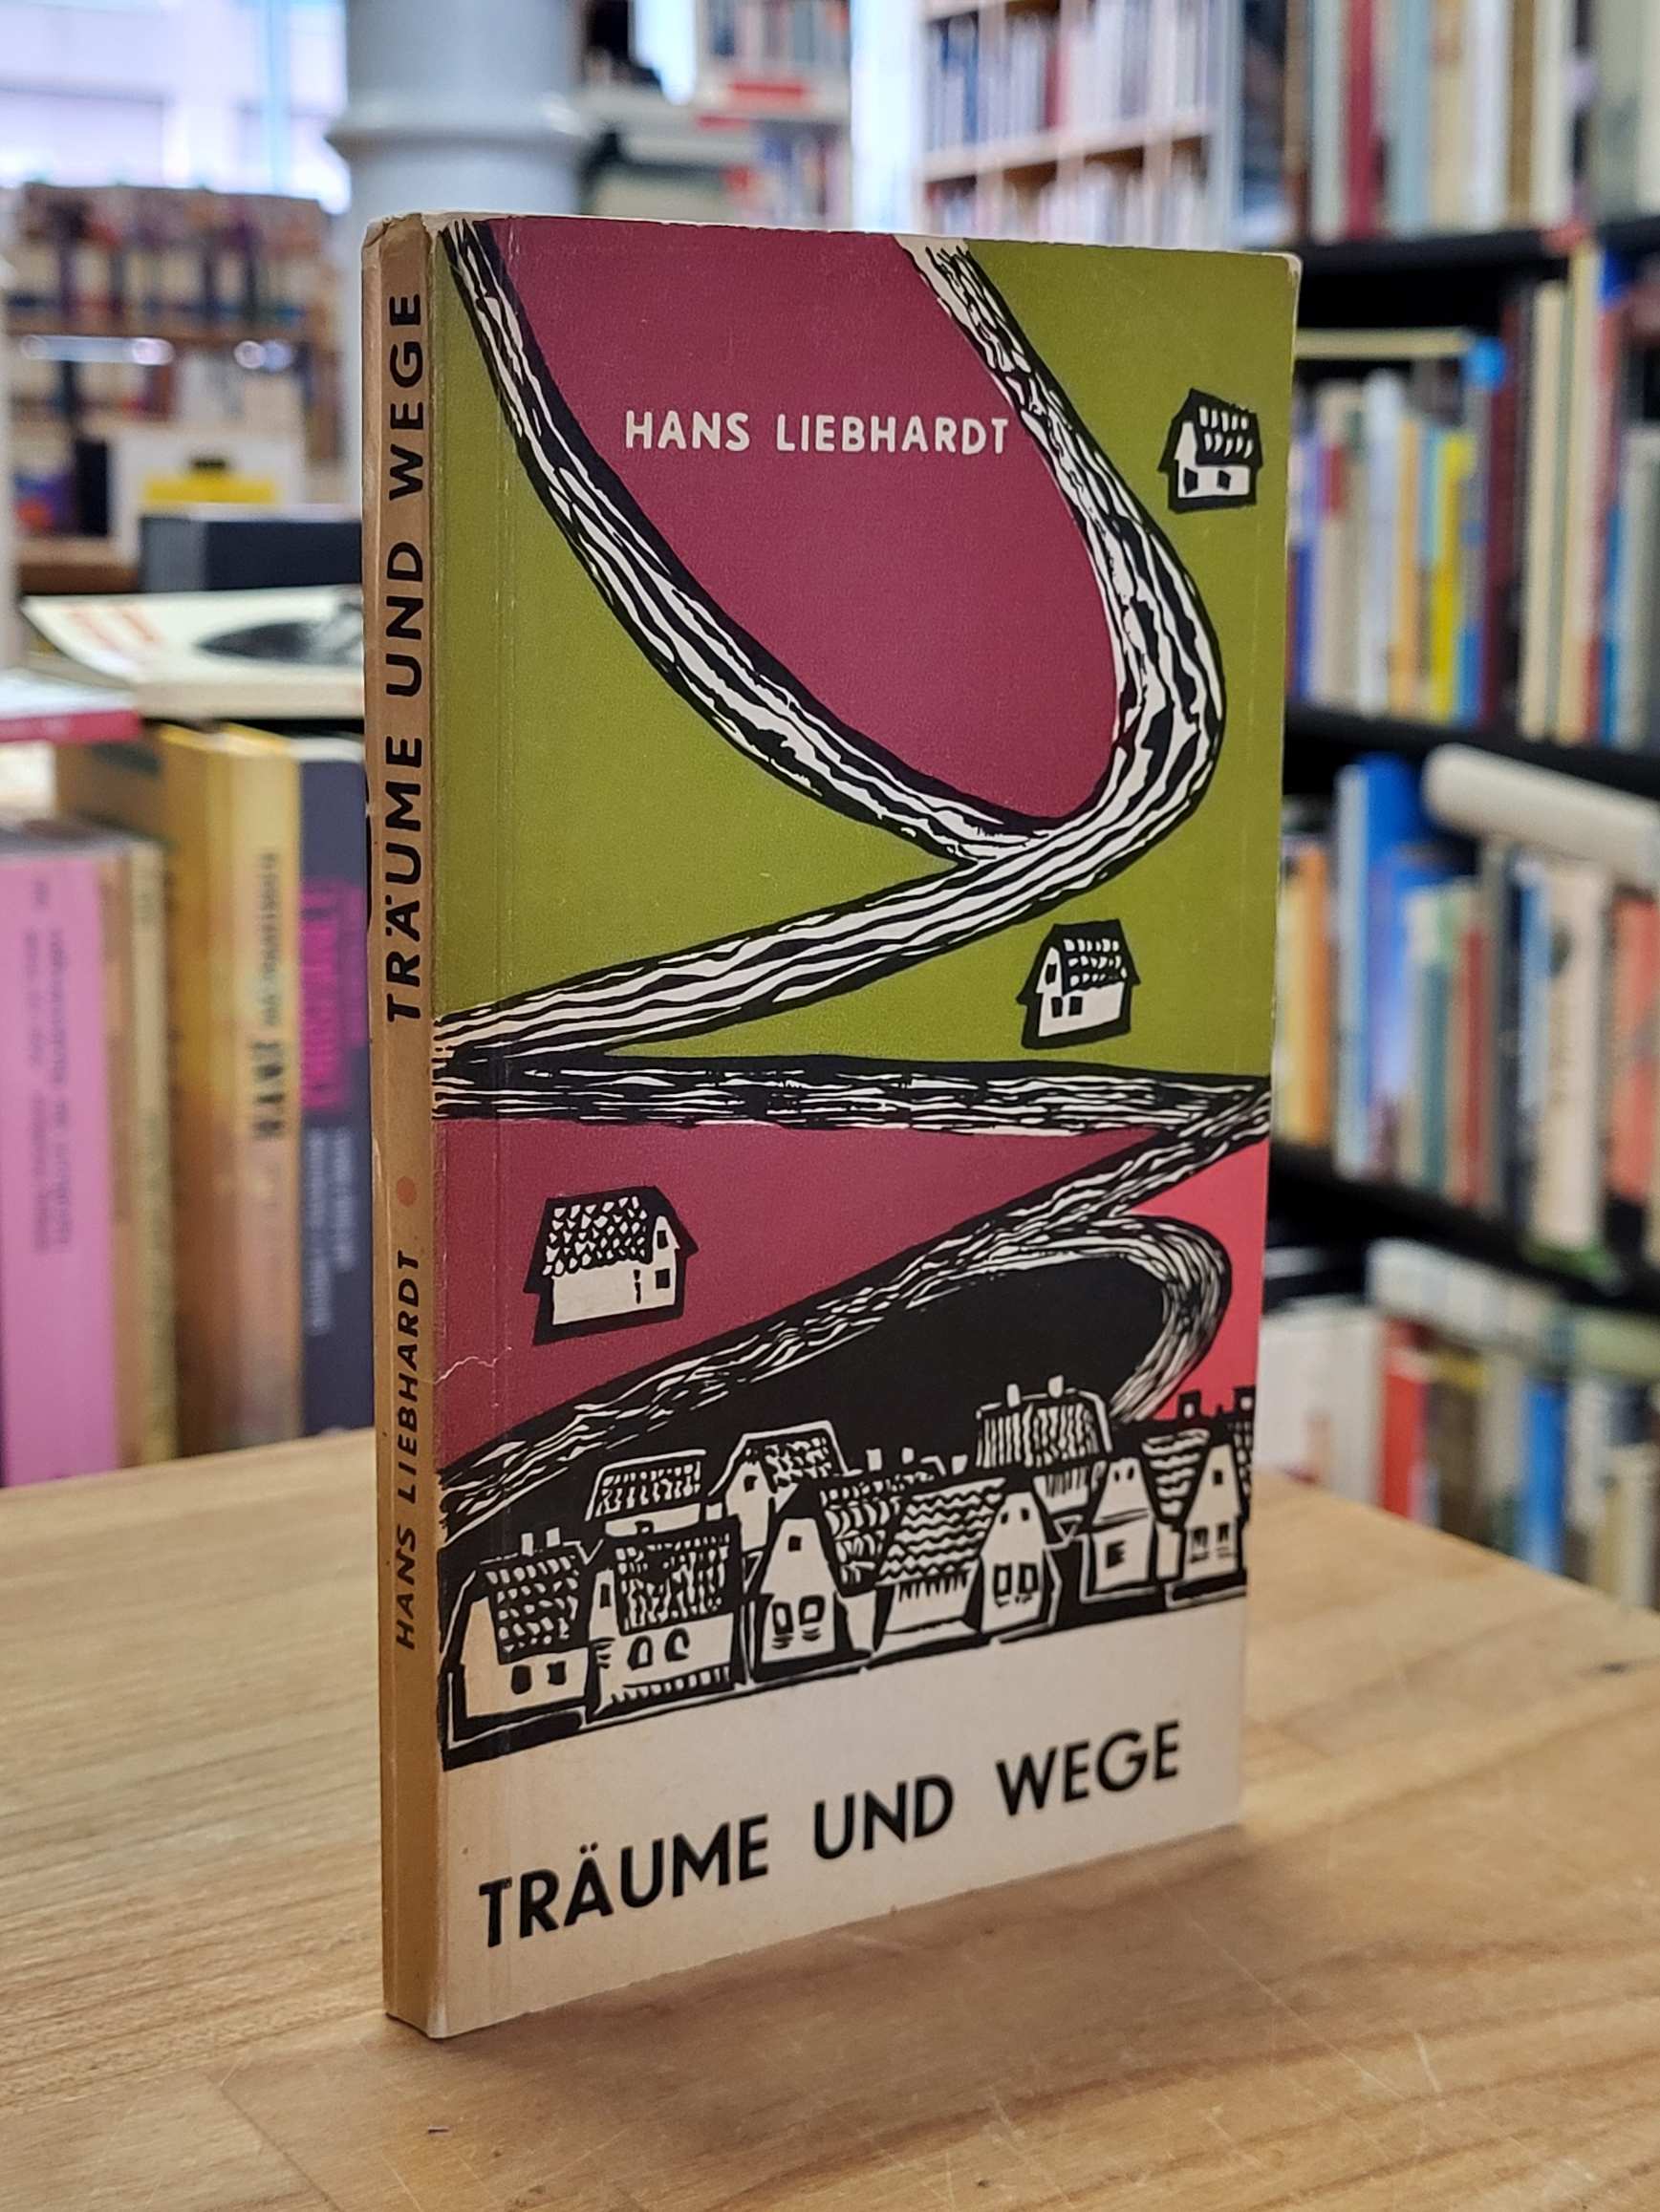 HANS LIEBHARDT
TRÄUME UND WEGE
HANS LIEBHARDT • TRÄUME UND WEGE